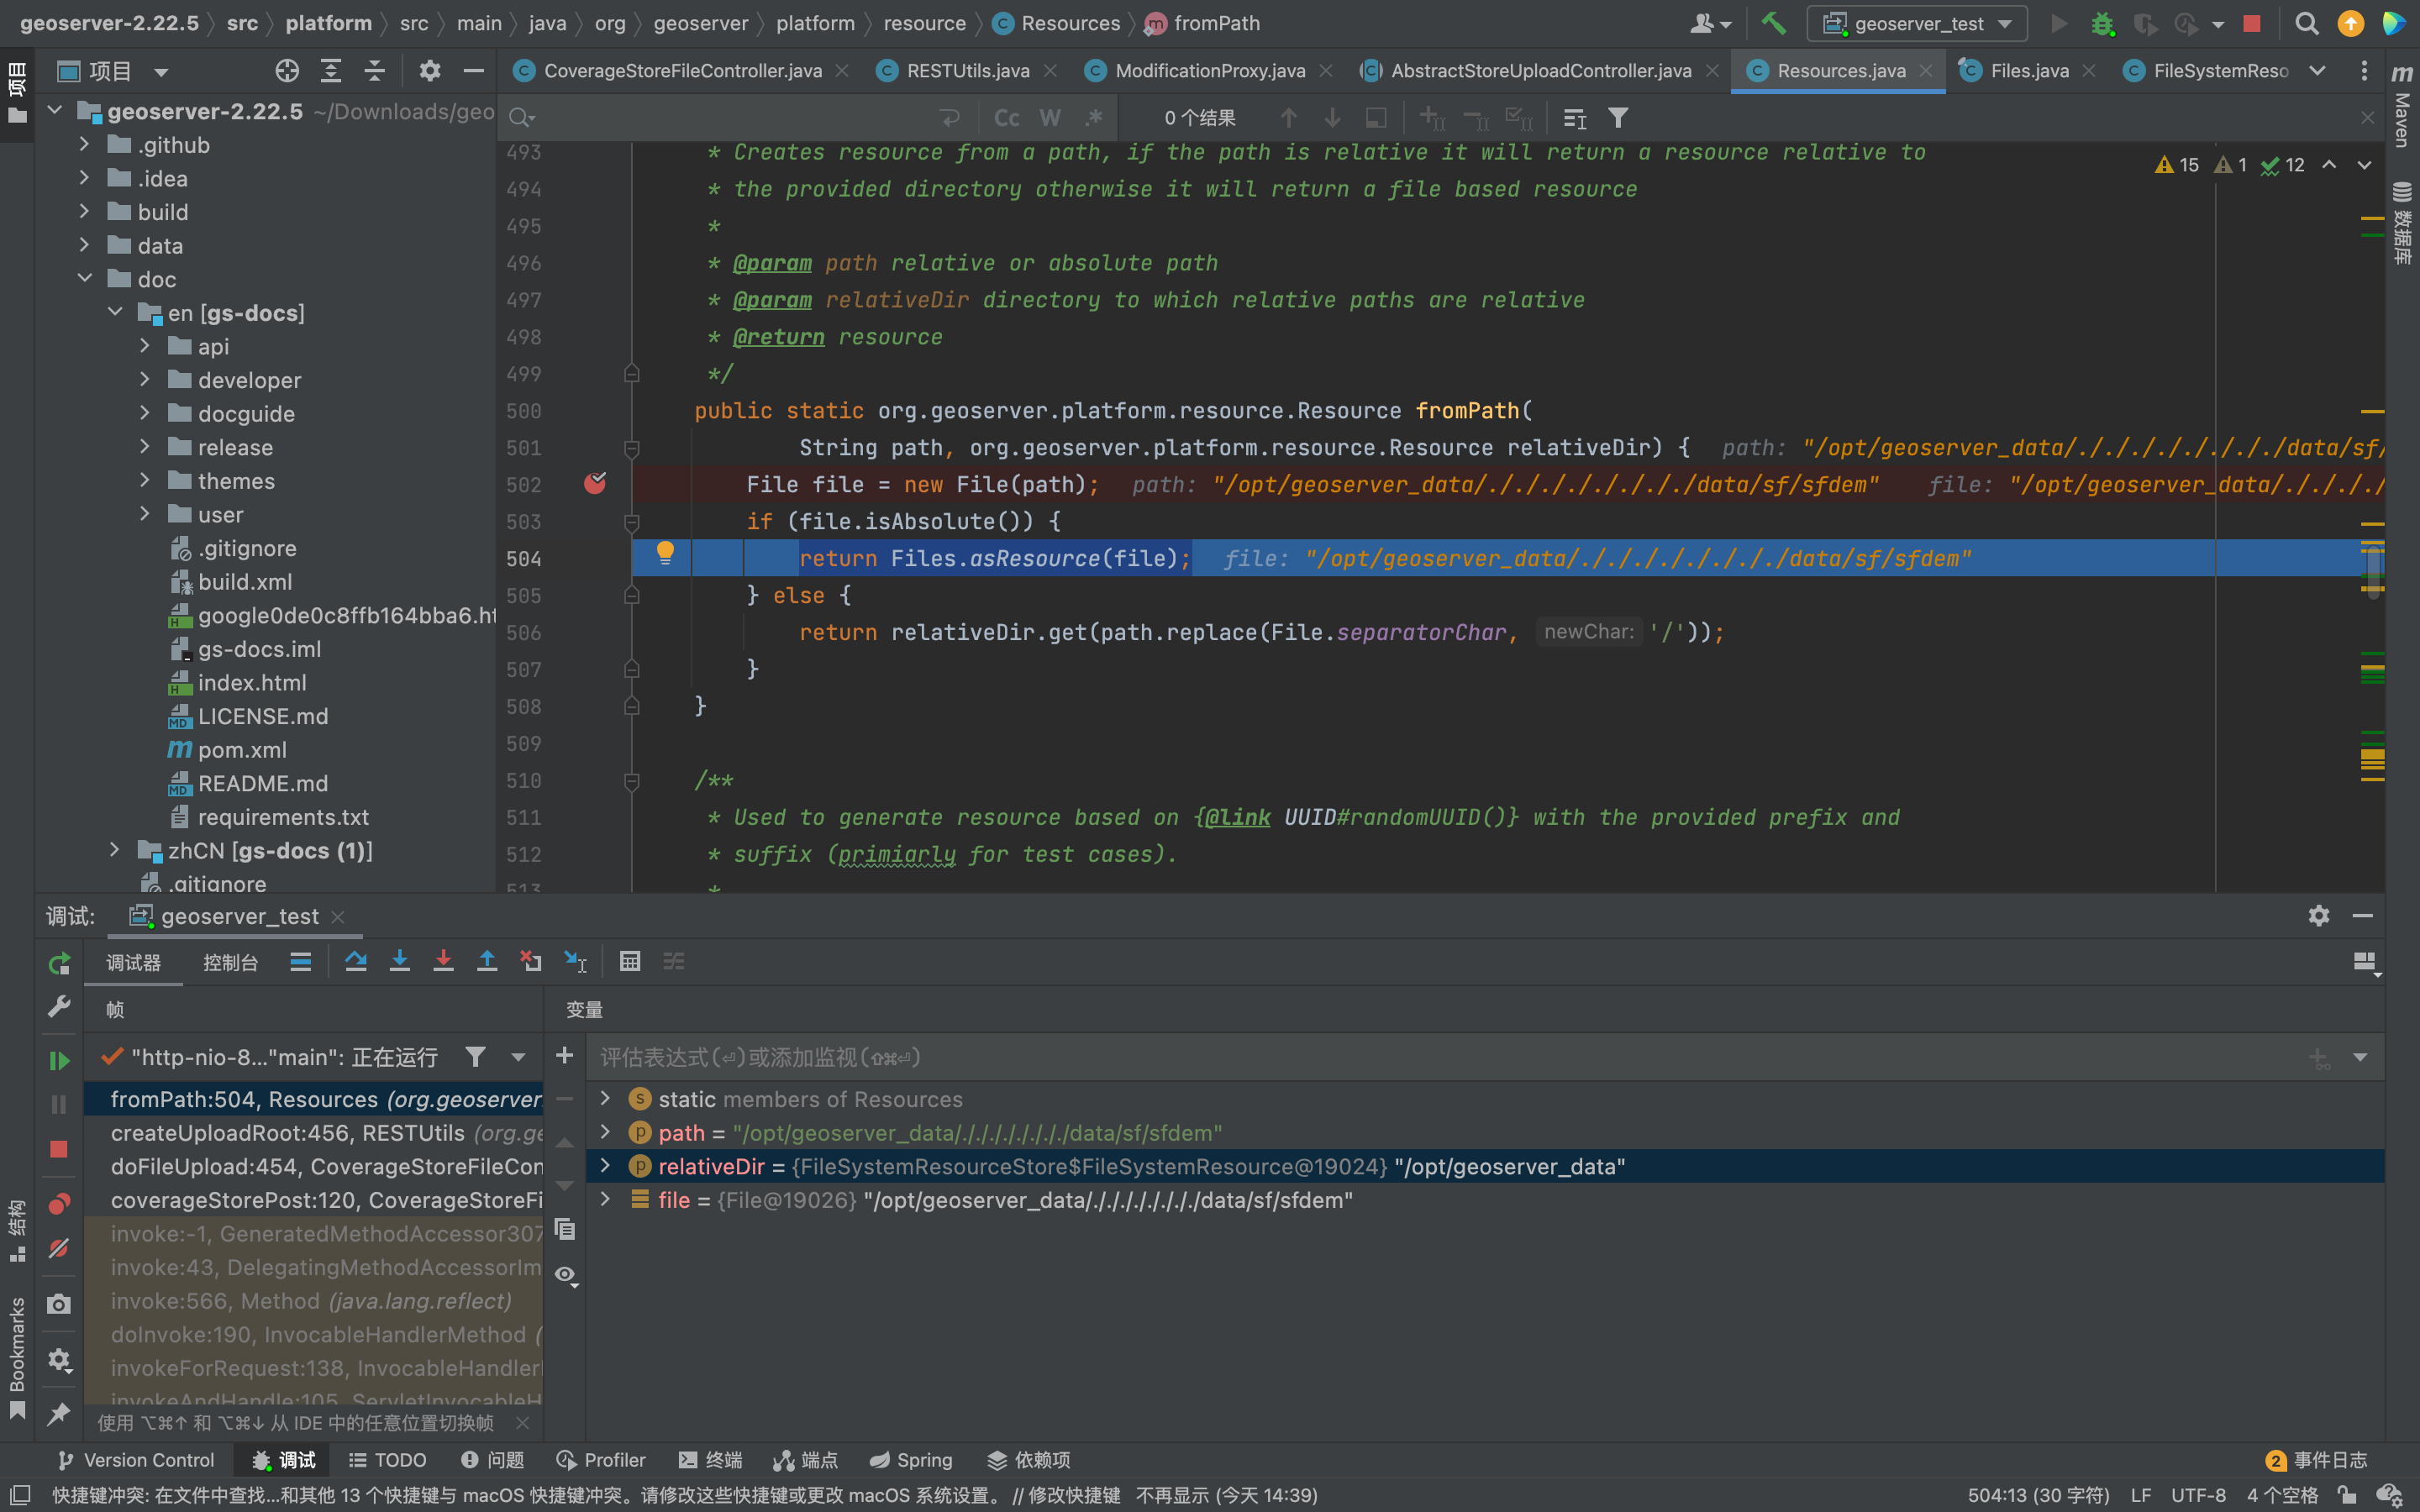 geoserver-2.22.5 〉 src 〉 platform 〉 src 〉 main 〉 java 〉 org 〉 geoserver 〉 platform 〉 resource 〉 Resources 〉 fromPath
geoserver_test
项目
CoverageStoreFileController.java
RESTUtils.java
ModificationProxy.java
AbstractStoreUploadController.java
Resources.java
Files.java
FileSystemReso
Cc W .*
0 个结果
15 1 12
项目
Maven
数据库
结构
Bookmarks
geoserver-2.22.5 ~/Downloads/geo
.github
.idea
build
data
doc
en [gs-docs]
api
developer
docguide
release
themes
user
.gitignore
build.xml
google0de0c8ffb164bba6.ht
gs-docs.iml
index.html
LICENSE.md
pom.xml
README.md
requirements.txt
zhCN [gs-docs (1)]
.gitignore
493 * Creates resource from a path, if the path is relative it will return a resource relative to
494 * the provided directory otherwise it will return a file based resource
495 *
496 * @param path relative or absolute path
497 * @param relativeDir directory to which relative paths are relative
498 * @return resource
499 */
500 public static org.geoserver.platform.resource.Resource fromPath(
501 String path, org.geoserver.platform.resource.Resource relativeDir) { path: "/opt/geoserver_data/././././././././data/sf/
502 File file = new File(path); path: "/opt/geoserver_data/././././././././data/sf/sfdem" file: "/opt/geoserver_data/./././././
503 if (file.isAbsolute()) {
504 return Files.asResource(file); file: "/opt/geoserver_data/././././././././data/sf/sfdem"
505 } else {
506 return relativeDir.get(path.replace(File.separatorChar, newChar: '/'));
507 }
508 }
509
510 /**
511 * Used to generate resource based on {@link UUID#randomUUID()} with the provided prefix and
512 * suffix (primiarly for test cases).
513 *
调试: geoserver_test
调试器 控制台
帧
变量
"http-nio-8..."main": 正在运行
评估表达式(⏎)或添加监视(⇧⌘⏎)
fromPath:504, Resources (org.geoserver.
createUploadRoot:456, RESTUtils (org.ge
doFileUpload:454, CoverageStoreFileCon
coverageStorePost:120, CoverageStoreFi
invoke:-1, GeneratedMethodAccessor307
invoke:43, DelegatingMethodAccessorIm
invoke:566, Method (java.lang.reflect)
doInvoke:190, InvocableHandlerMethod (
invokeForRequest:138, InvocableHandler
invokeAndHandle:105, ServletInvocableH
使用 ⌥⌘↑ 和 ⌥⌘↓ 从 IDE 中的任意位置切换帧
static members of Resources
path = "/opt/geoserver_data/././././././././data/sf/sfdem"
relativeDir = {FileSystemResourceStore$FileSystemResource@19024} "/opt/geoserver_data"
file = {File@19026} "/opt/geoserver_data/././././././././data/sf/sfdem"
Version Control 调试 TODO 问题 Profiler 终端 端点 Spring 依赖项
2 事件日志
快捷键冲突: 在文件中查找...和其他 13 个快捷键与 macOS 快捷键冲突。请修改这些快捷键或更改 macOS 系统设置。 // 修改快捷键 不再显示 (今天 14:39)
504:13 (30 字符) LF UTF-8 4 个空格